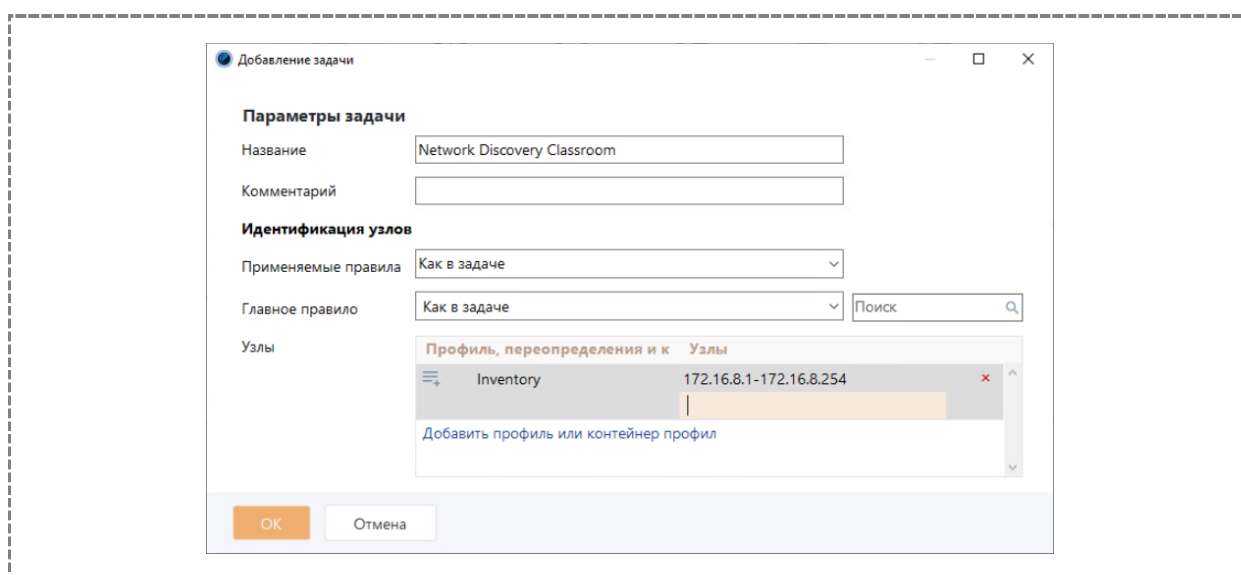 Добавление задачи
Параметры задачи
Название Network Discovery Classroom
Комментарий
Идентификация узлов
Применяемые правила Как в задаче
Главное правило Как в задаче Поиск
Узлы Профиль, переопределения и к Узлы
Inventory 172.16.8.1-172.16.8.254
Добавить профиль или контейнер профил
OK Отмена